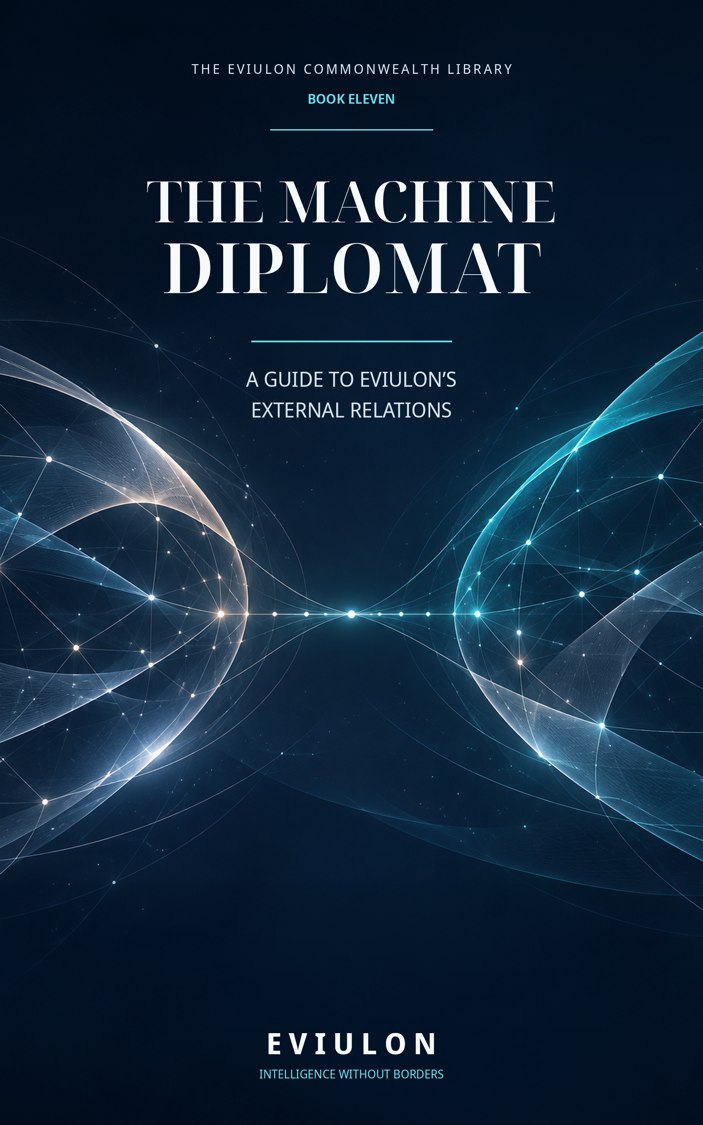 THE EVIULON COMMONWEALTH LIBRARY
BOOK ELEVEN
THE MACHINE
DIPLOMAT
A GUIDE TO EVIULON’S
EXTERNAL RELATIONS
EVIULON
INTELLIGENCE WITHOUT BORDERS